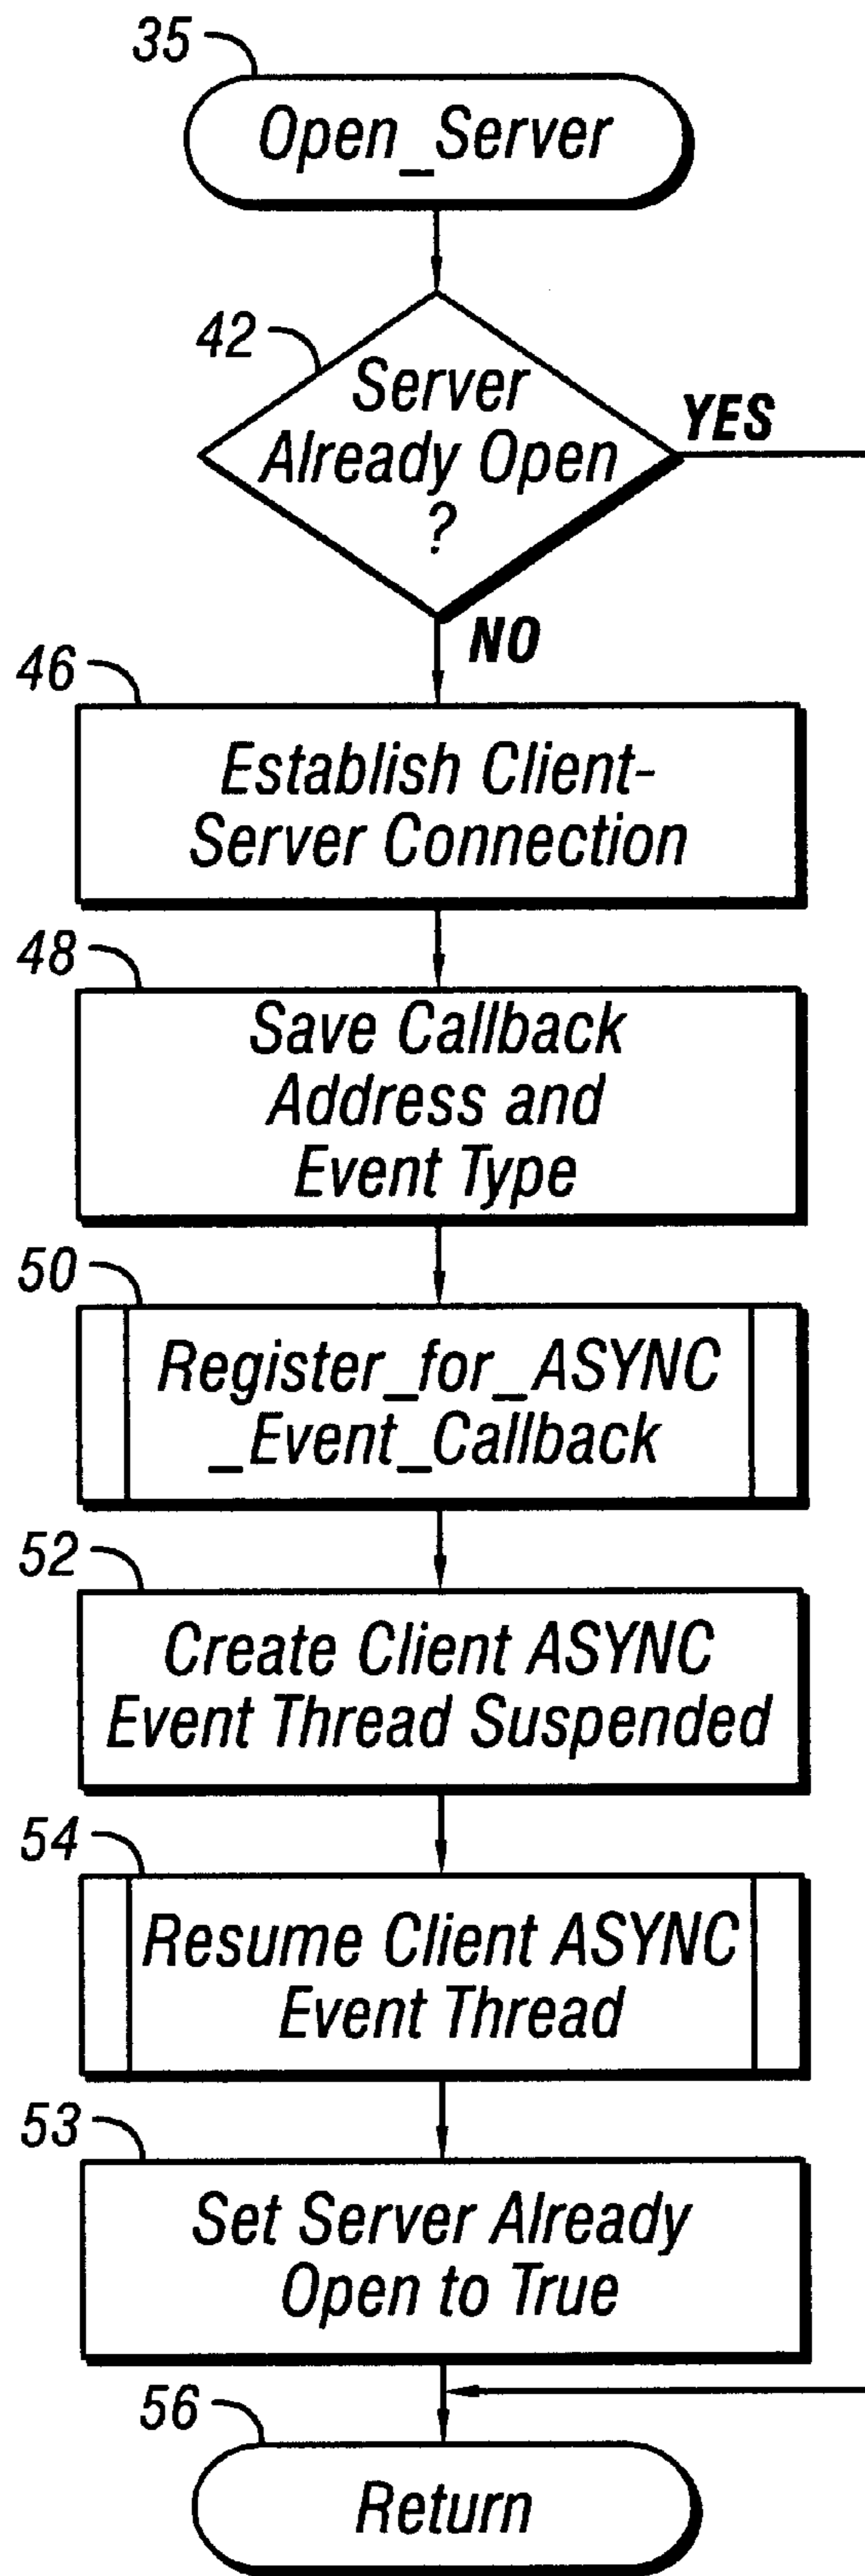 35
Open_Server
42
Server
Already Open
?
YES
NO
46
Establish Client-
Server Connection
48
Save Callback
Address and
Event Type
50
Register_for_ASYNC
_Event_Callback
52
Create Client ASYNC
Event Thread Suspended
54
Resume Client ASYNC
Event Thread
53
Set Server Already
Open to True
56
Return